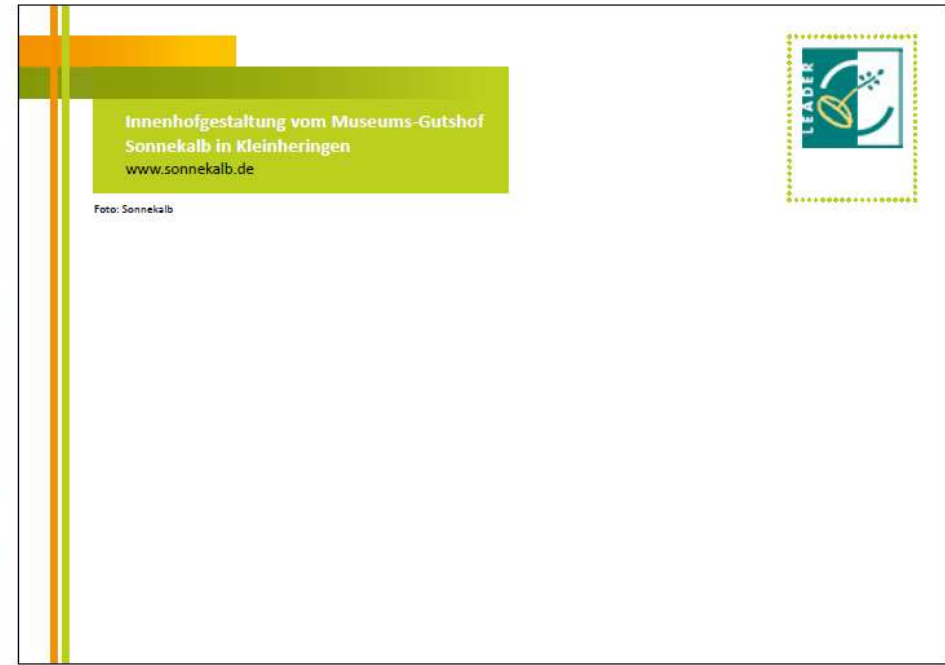 Innenhofgestaltung vom Museums-Gutshof
Sonnekalb in Kleinheringen
www.sonnekalb.de
Foto: Sonnekalb
LEADER